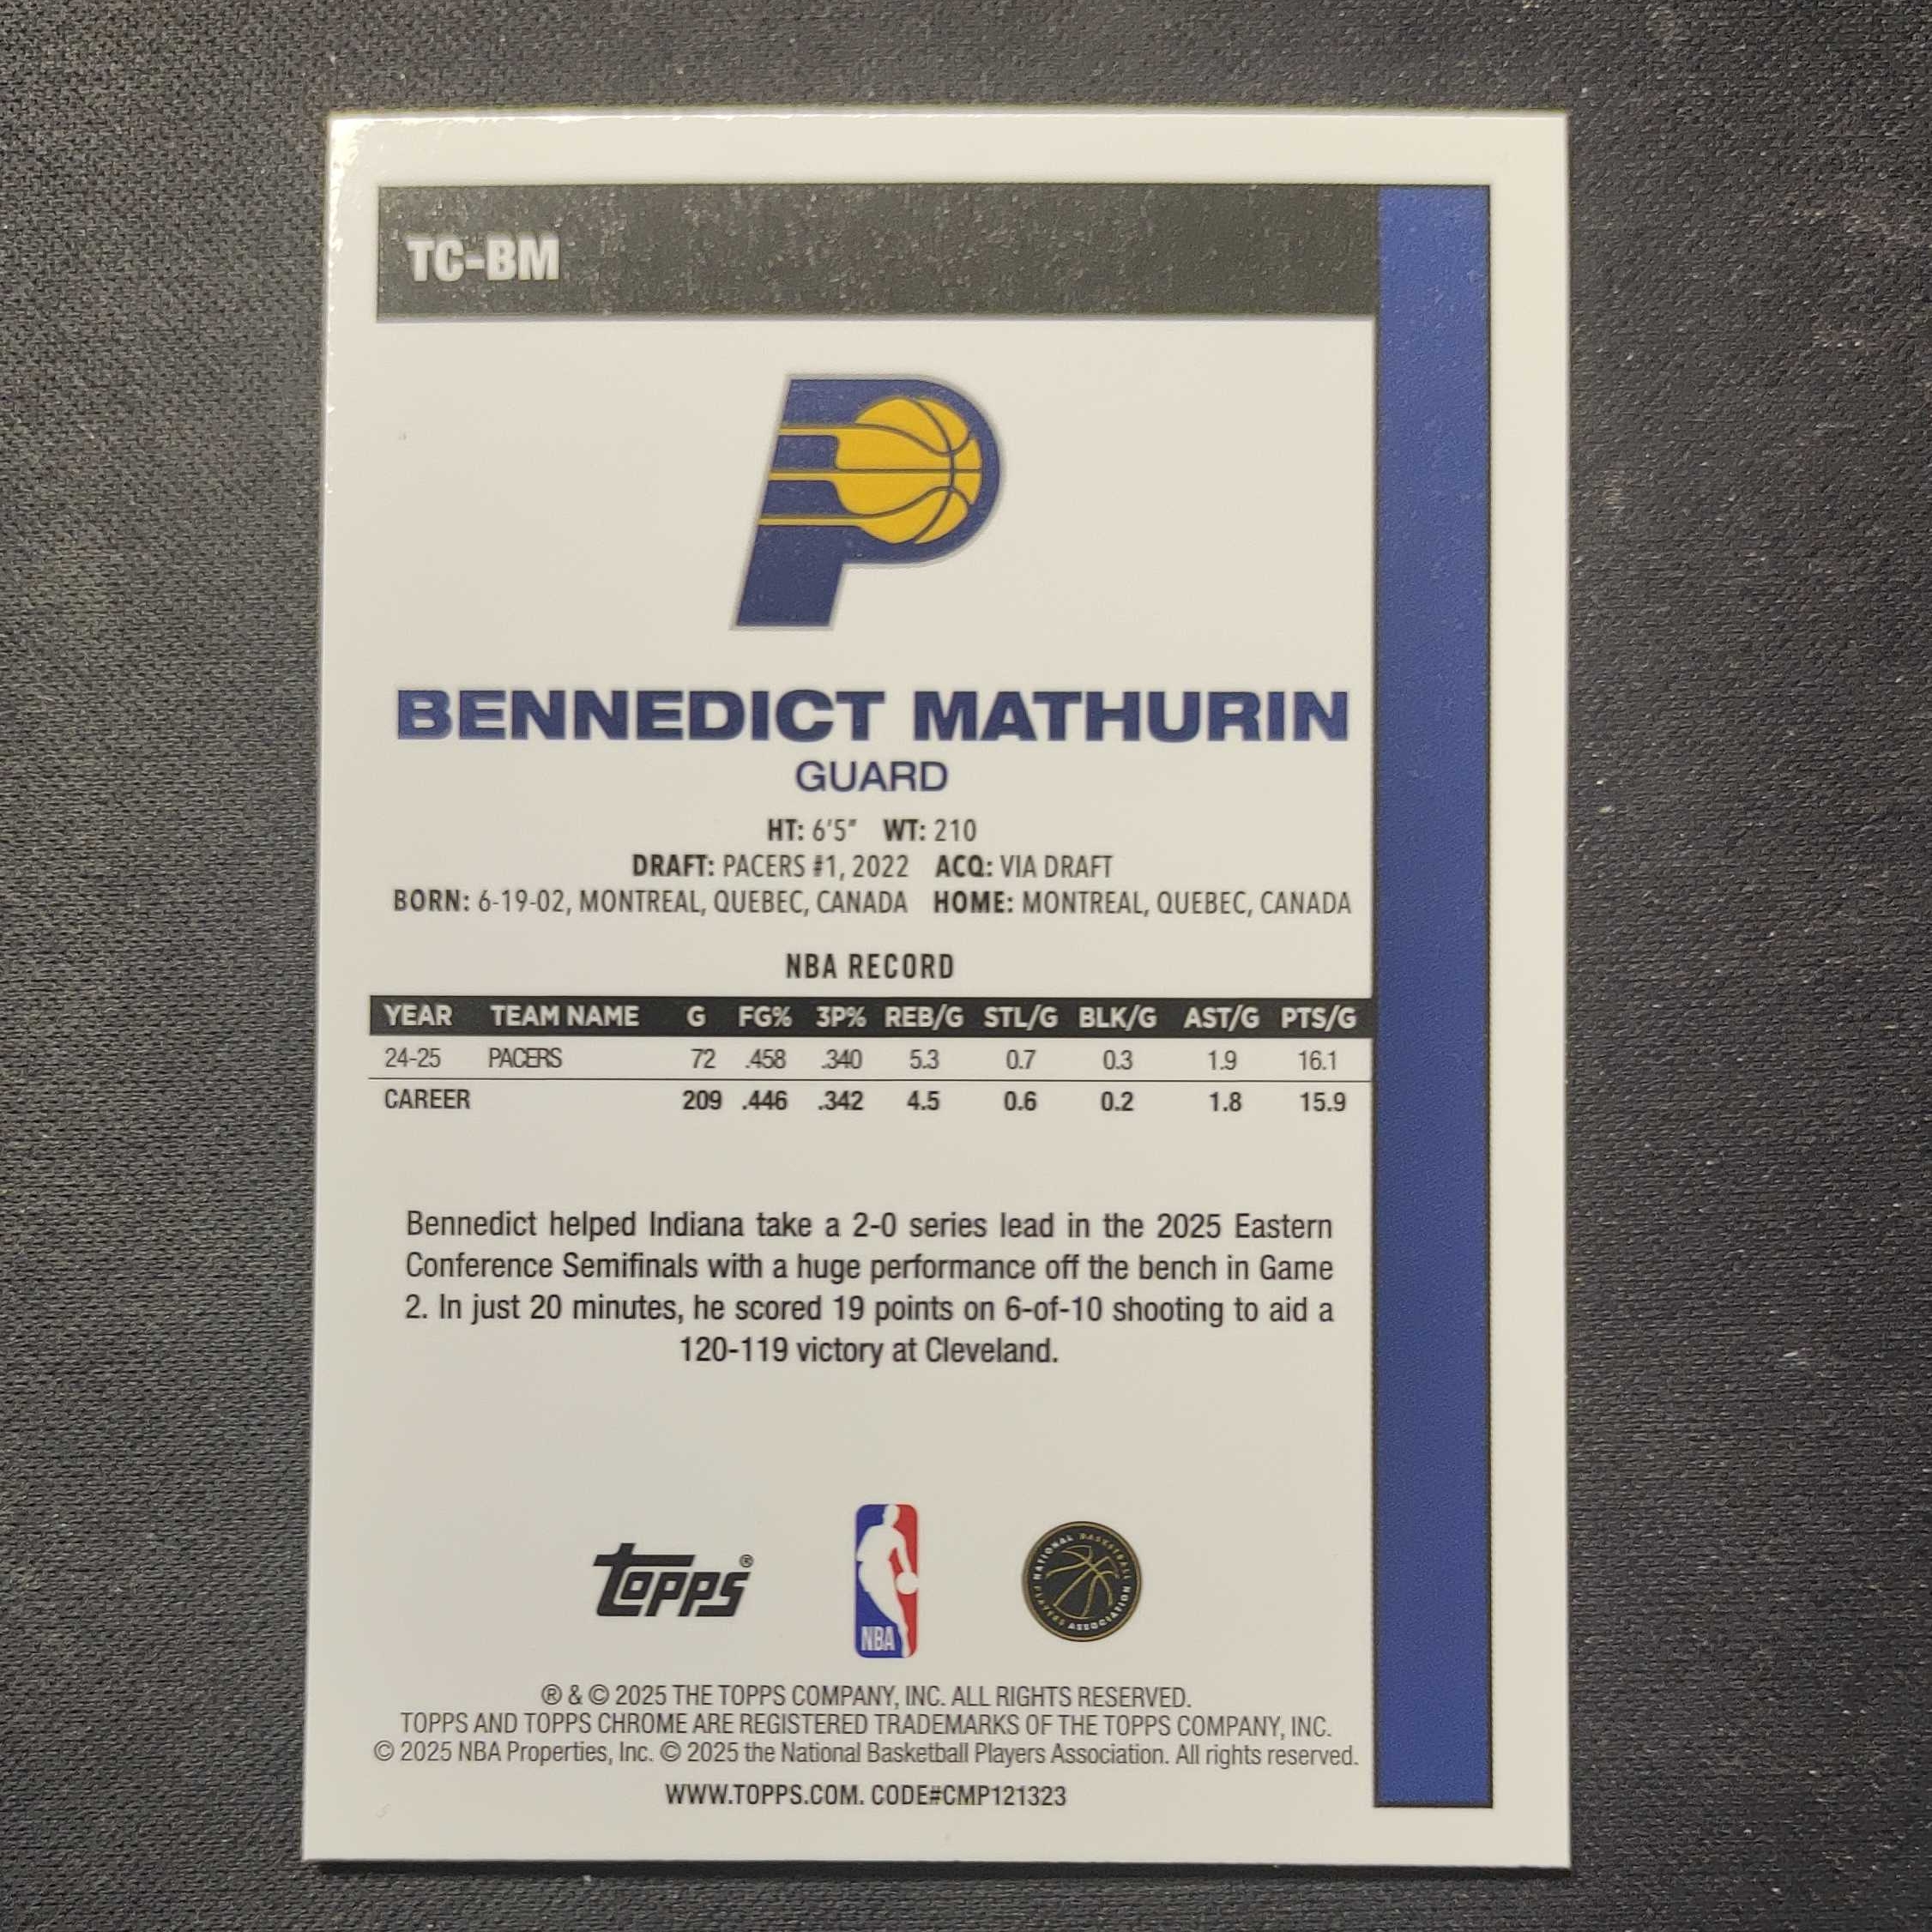 TC-BM
BENNEDICT MATHURIN
GUARD
HT: 6'5" WT: 210
DRAFT: PACERS #1, 2022 ACQ: VIA DRAFT
BORN: 6-19-02, MONTREAL, QUEBEC, CANADA HOME: MONTREAL, QUEBEC, CANADA
NBA RECORD
YEAR TEAM NAME G FG% 3P% REB/G STL/G BLK/G AST/G PTS/G
24-25 PACERS 72 .458 .340 5.3 0.7 0.3 1.9 16.1
CAREER 209 .446 .342 4.5 0.6 0.2 1.8 15.9
Bennedict helped Indiana take a 2-0 series lead in the 2025 Eastern
Conference Semifinals with a huge performance off the bench in Game
2. In just 20 minutes, he scored 19 points on 6-of-10 shooting to aid a
120-119 victory at Cleveland.
Topps®
NBA
NATIONAL BASKETBALL PLAYERS ASSOCIATION
® & © 2025 THE TOPPS COMPANY, INC. ALL RIGHTS RESERVED.
TOPPS AND TOPPS CHROME ARE REGISTERED TRADEMARKS OF THE TOPPS COMPANY, INC.
© 2025 NBA Properties, Inc. © 2025 the National Basketball Players Association. All rights reserved.
WWW.TOPPS.COM. CODE#CMP121323